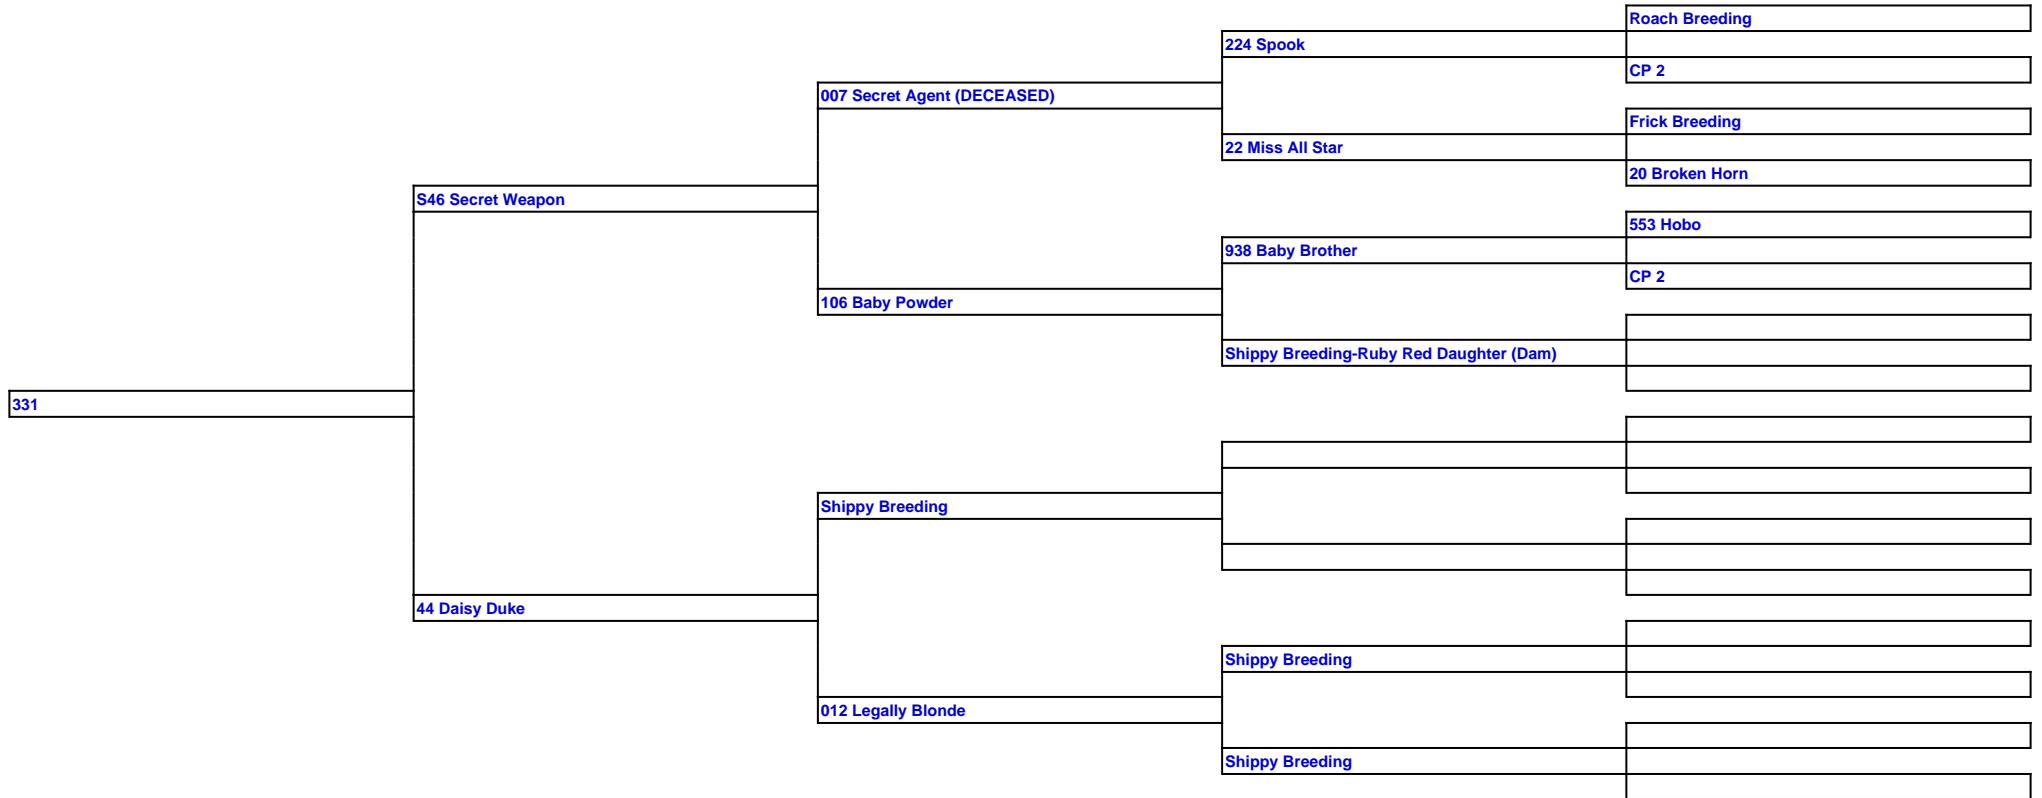 Roach Breeding
224 Spook
CP 2
007 Secret Agent (DECEASED)
Frick Breeding
22 Miss All Star
20 Broken Horn
S46 Secret Weapon
553 Hobo
938 Baby Brother
CP 2
106 Baby Powder
Shippy Breeding-Ruby Red Daughter (Dam)
331
Shippy Breeding
44 Daisy Duke
Shippy Breeding
012 Legally Blonde
Shippy Breeding